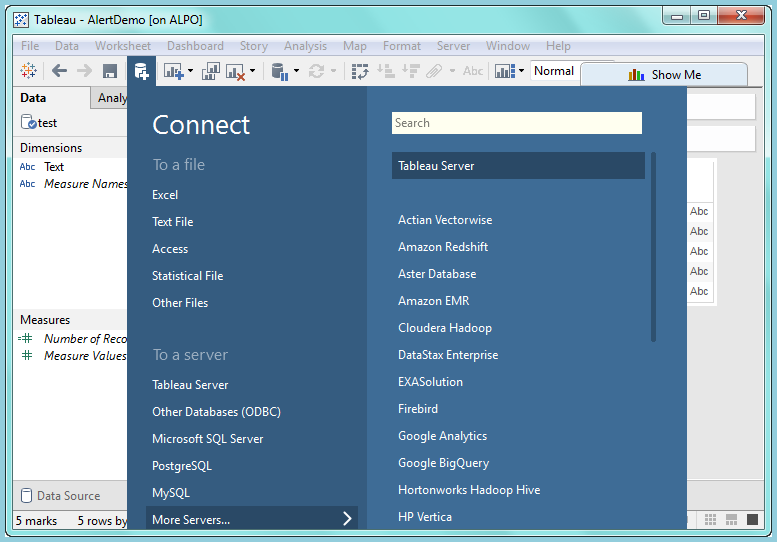 Tableau - AlertDemo [on ALPO]
File Data Worksheet Dashboard Story Analysis Map Format Server Window Help
Abc Normal Show Me
Data
test
Dimensions
Abc Text
Abc Measure Names
Measures
Measure Values
Data Source
5 marks 5 rows by
Connect
To a file
Excel
Text File
Access
Statistical File
Other Files
To a server
Tableau Server
Other Databases (ODBC)
Microsoft SQL Server
PostgreSQL
MySQL
More Servers...
Search
Tableau Server
Actian Vectorwise
Amazon Redshift
Aster Database
Amazon EMR
Cloudera Hadoop
DataStax Enterprise
EXASolution
Firebird
Google Analytics
Google BigQuery
Hortonworks Hadoop Hive
HP Vertica
Abc
Abc
Abc
Abc
Abc